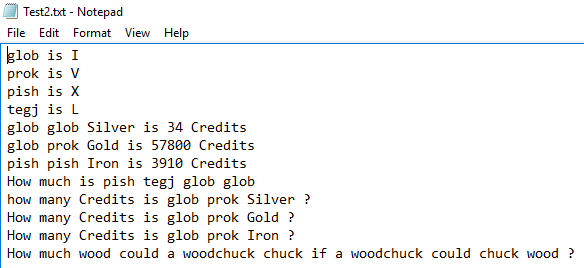 Test2.txt - Notepad
File Edit Format View Help
glob is I
prok is V
pish is X
tegj is L
glob glob Silver is 34 Credits
glob prok Gold is 57800 Credits
pish pish Iron is 3910 Credits
How much is pish tegj glob glob
how many Credits is glob prok Silver ?
How many Credits is glob prok Gold ?
How many Credits is glob prok Iron ?
How much wood could a woodchuck chuck if a woodchuck could chuck wood ?